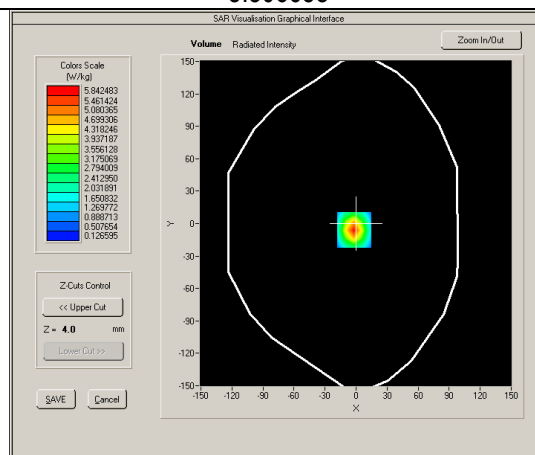 SAR Visualisation Graphical Interface
Volume Radiated Intensity
Zoom In/Out
Colors Scale
(W/kg)
5.842483
5.461424
5.080365
4.699306
4.318246
3.937187
3.556128
3.175069
2.794009
2.412950
2.031891
1.650832
1.269772
0.888713
0.507654
0.126595
Z-Cuts Control
<< Upper Cut
Z = 4.0 mm
Lower Cut >>
SAVE Cancel
150-
120-
90-
60-
30-
0-
-30-
-60-
-90-
-120-
-150-
Y
-150 -120 -90 -60 -30 0 30 60 90 120 150
X